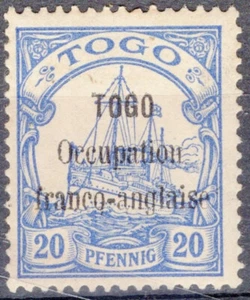 TOGO
TOGO
Occupation
franco-anglaise
20 PFENNIG 20